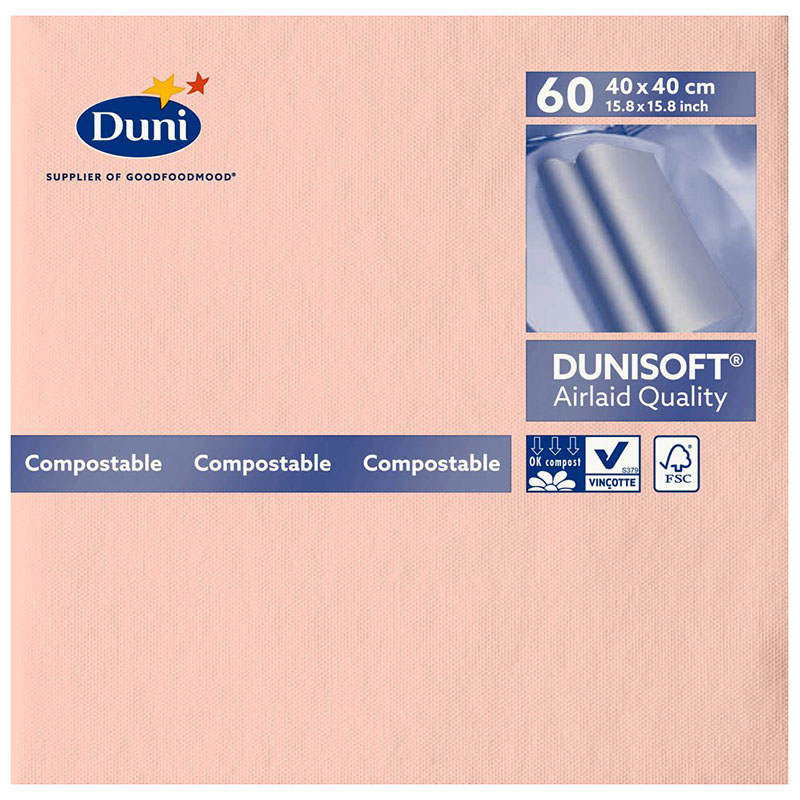 Duni
SUPPLIER OF GOODFOODMOOD®
60 40 x 40 cm
15.8 x 15.8 inch
DUNISOFT®
Airlaid Quality
Compostable Compostable Compostable
OK compost
S379
VINÇOTTE
FSC